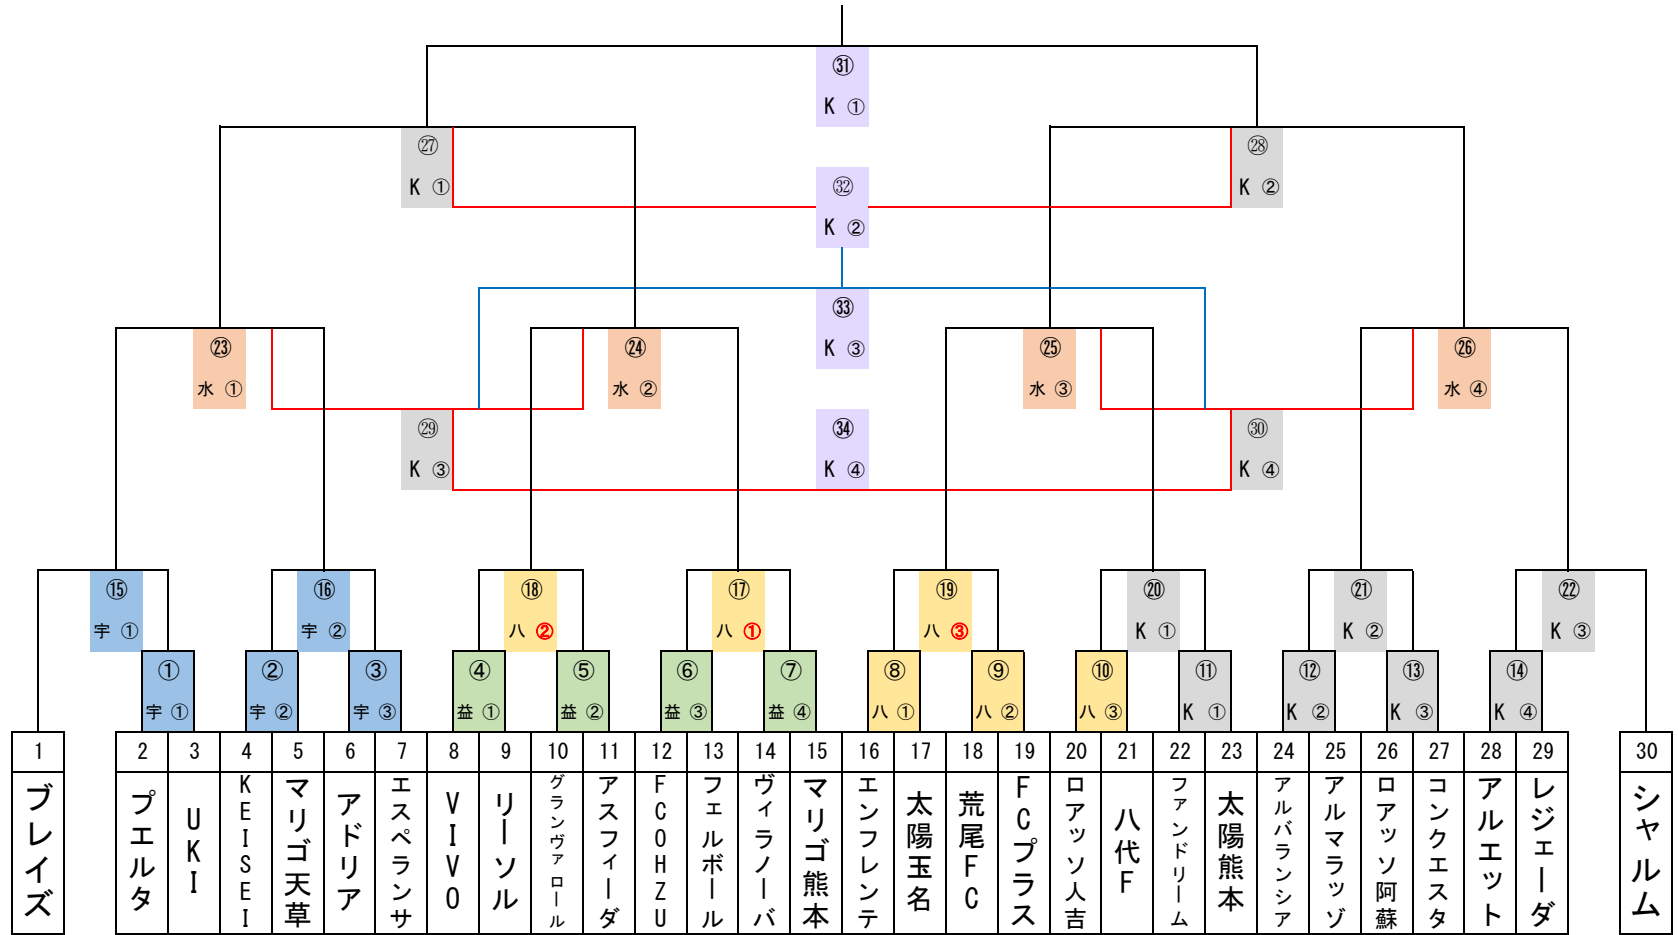 ㉛
K ①
㉗
㉘
K ①
K ②
㉜
K ②
㉝
K ③
㉓
㉔
㉕
㉖
水 ①
水 ②
水 ③
水 ④
㉙
㉞
㉚
K ③
K ④
K ④
⑮
⑯
⑱
⑰
⑲
⑳
㉑
㉒
宇 ①
宇 ②
八 ②
八 ①
八 ③
K ①
K ②
K ③
①
②
③
④
⑤
⑥
⑦
⑧
⑨
⑩
⑪
⑫
⑬
⑭
宇 ①
宇 ②
宇 ③
益 ①
益 ②
益 ③
益 ④
八 ①
八 ②
八 ③
K ①
K ②
K ③
K ④
1
2
3
4
5
6
7
8
9
10
11
12
13
14
15
16
17
18
19
20
21
22
23
24
25
26
27
28
29
30
ブレイズ
プエルタ
UKI
KEISEI
マリゴ天草
アドリア
エスペランサ
VIVO
リーソル
グランヴァロール
アスフィーダ
FCOHZU
フェルボール
ヴィラノーバ
マリゴ熊本
エンフレンテ
太陽玉名
荒尾FC
FCプラス
ロアッソ人吉
八代F
ファンドリーム
太陽熊本
アルバランシア
アルマラッゾ
ロアッソ阿蘇
コンクエスタ
アルエット
レジェーダ
シャルム